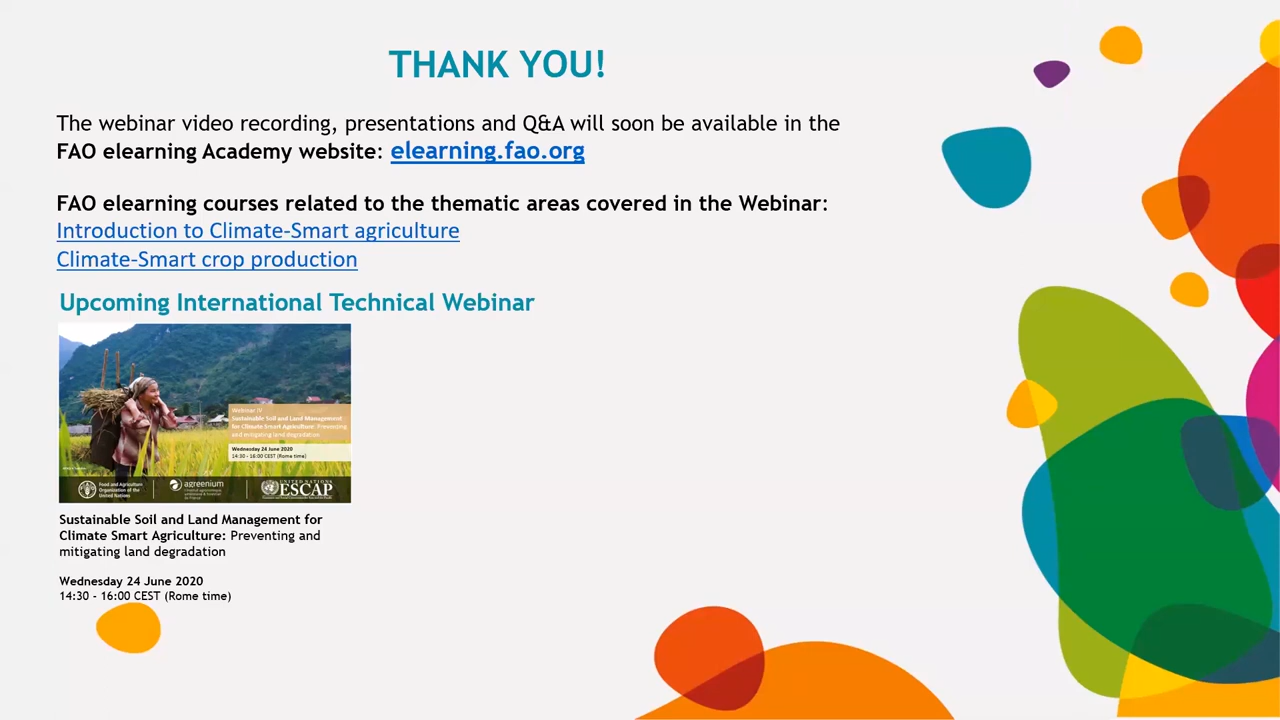 THANK YOU!
The webinar video recording, presentations and Q&A will soon be available in the
FAO elearning Academy website: elearning.fao.org
FAO elearning courses related to the thematic areas covered in the Webinar:
Introduction to Climate-Smart agriculture
Climate-Smart crop production
Upcoming International Technical Webinar
Webinar IV
Sustainable Soil and Land Management
for Climate Smart Agriculture: Preventing
and mitigating land degradation
Wednesday 24 June 2020
14:30 - 16:00 CEST (Rome time)
Food and Agriculture
Organization of the
United Nations
agreenium
UNITED NATIONS
ESCAP
Sustainable Soil and Land Management for
Climate Smart Agriculture: Preventing and
mitigating land degradation
Wednesday 24 June 2020
14:30 - 16:00 CEST (Rome time)